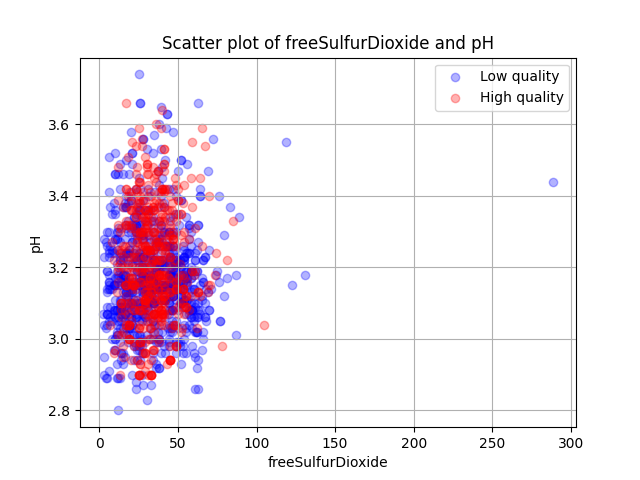 Scatter plot of freeSulfurDioxide and pH
Low quality
High quality
3.6
3.4
3.2
3.0
2.8
pH
0 50 100 150 200 250 300
freeSulfurDioxide